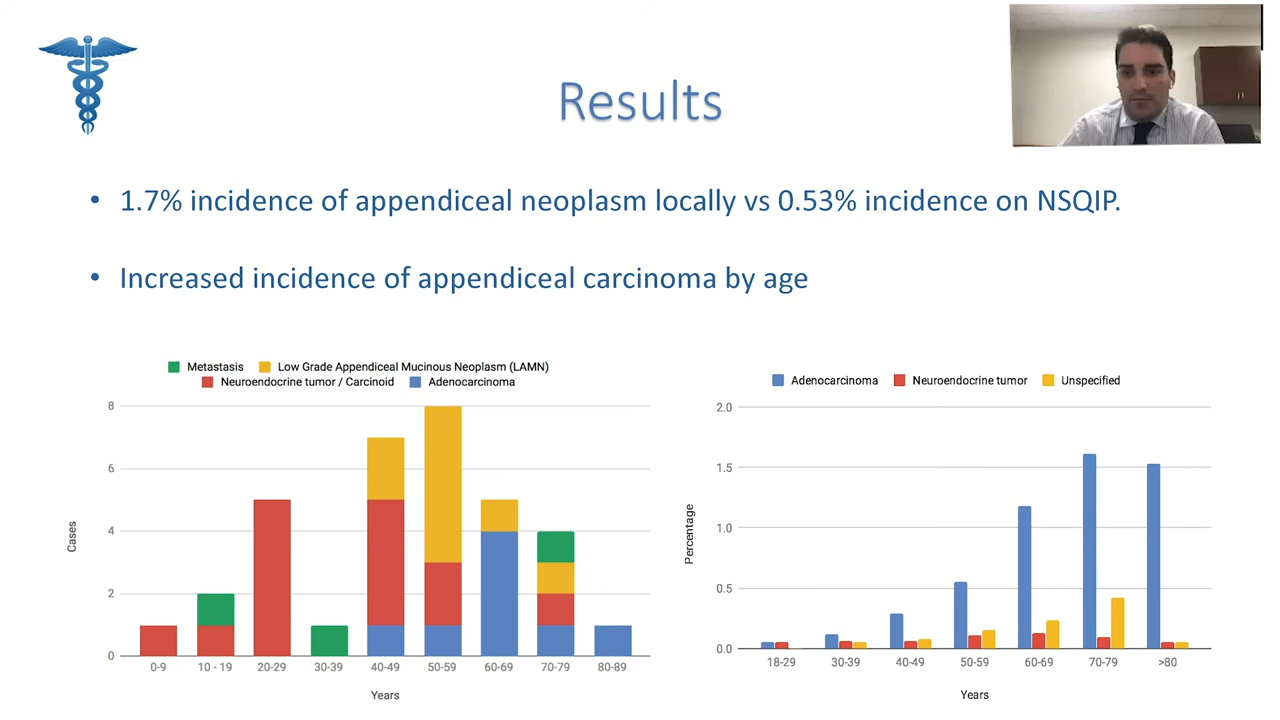 Results
• 1.7% incidence of appendiceal neoplasm locally vs 0.53% incidence on NSQIP.
• Increased incidence of appendiceal carcinoma by age
Metastasis Low Grade Appendiceal Mucinous Neoplasm (LAMN)
Neuroendocrine tumor / Carcinoid Adenocarcinoma
8
6
4
2
0
Cases
0-9 10 - 19 20-29 30-39 40-49 50-59 60-69 70-79 80-89
Years
Adenocarcinoma Neuroendocrine tumor Unspecified
2.0
1.5
1.0
0.5
0.0
Percentage
18-29 30-39 40-49 50-59 60-69 70-79 >80
Years